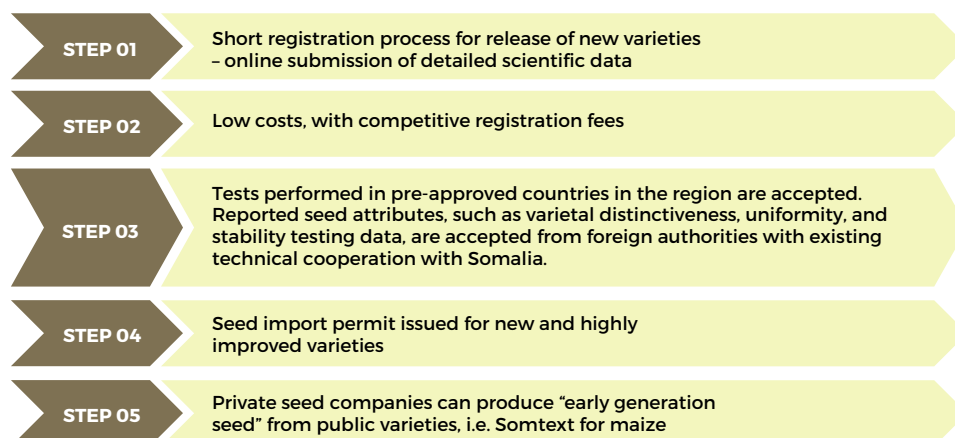 STEP 01
Short registration process for release of new varieties
– online submission of detailed scientific data
STEP 02
Low costs, with competitive registration fees
STEP 03
Tests performed in pre-approved countries in the region are accepted.
Reported seed attributes, such as varietal distinctiveness, uniformity, and
stability testing data, are accepted from foreign authorities with existing
technical cooperation with Somalia.
STEP 04
Seed import permit issued for new and highly
improved varieties
STEP 05
Private seed companies can produce “early generation
seed” from public varieties, i.e. Somtext for maize